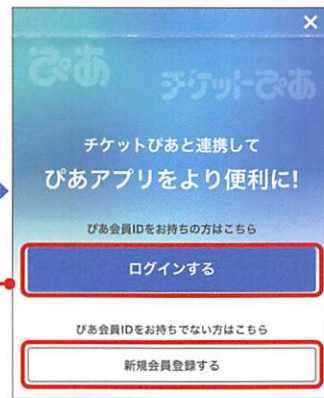 ×
ぴあ
チケットぴあ
チケットぴあと連携して
ぴあアプリをより便利に!
ぴあ会員IDをお持ちの方はこちら
ログインする
ぴあ会員IDをお持ちでない方はこちら
新規会員登録する